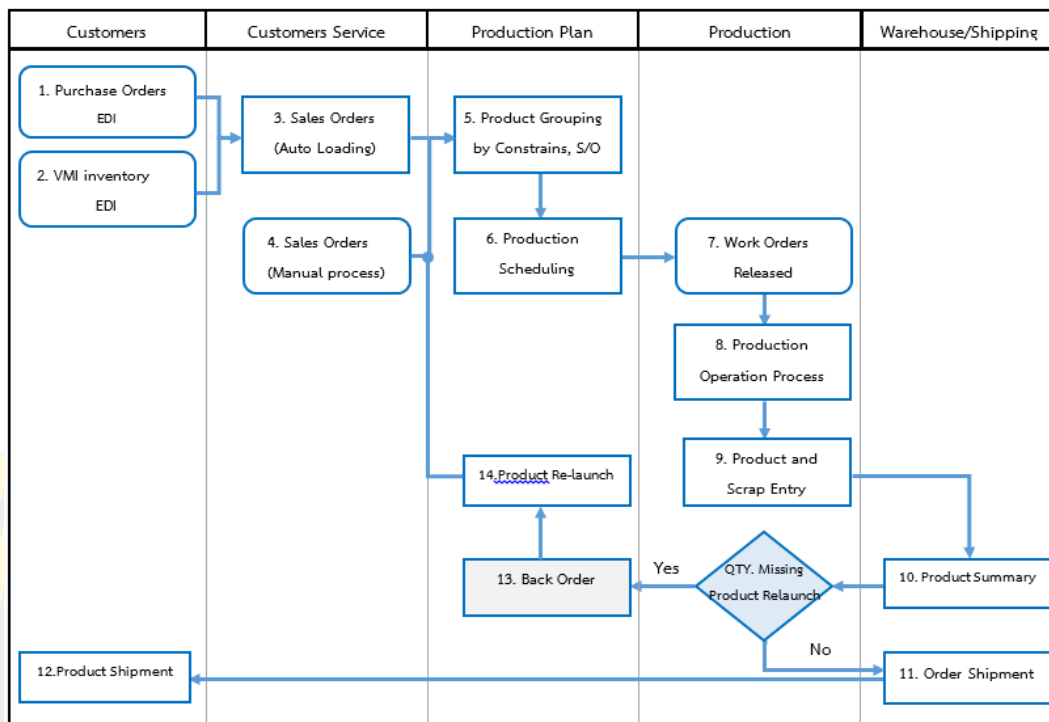 Customers
Customers Service
Production Plan
Production
Warehouse/Shipping
1. Purchase Orders
EDI
2. VMI inventory
EDI
3. Sales Orders
(Auto Loading)
4. Sales Orders
(Manual process)
5. Product Grouping
by Constrains, S/O
6. Production
Scheduling
7. Work Orders
Released
8. Production
Operation Process
9. Product and
Scrap Entry
10. Product Summary
QTY. Missing
Product Relaunch
Yes
No
13. Back Order
14.Product Re-launch
11. Order Shipment
12.Product Shipment